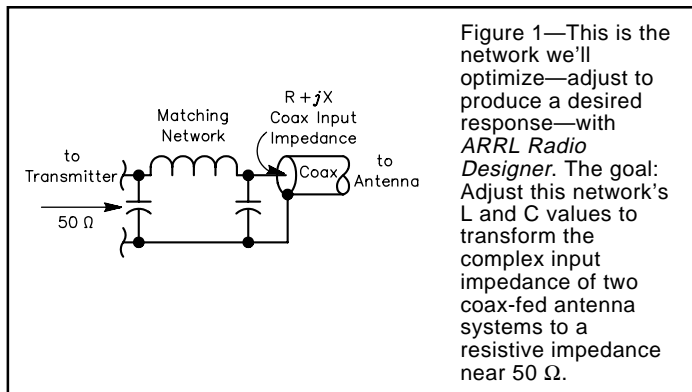 R + jX
Coax Input
Impedance
Matching
Network
to
Transmitter
Coax
to
Antenna
50 Ω
Figure 1—This is the
network we'll
optimize—adjust to
produce a desired
response—with
ARRL Radio
Designer. The goal:
Adjust this network's
L and C values to
transform the
complex input
impedance of two
coax-fed antenna
systems to a
resistive impedance
near 50 Ω.